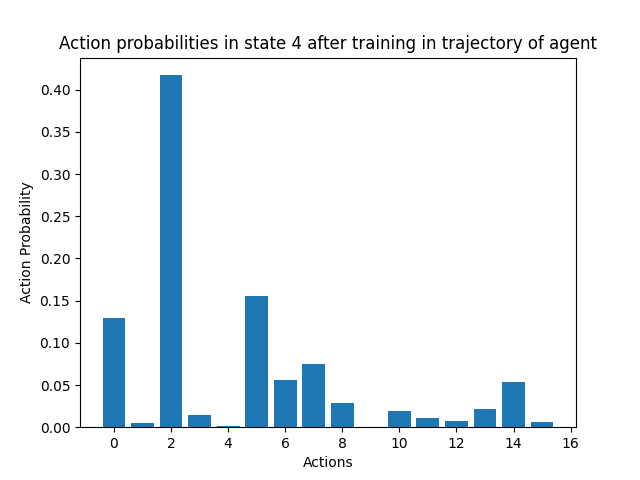 Action probabilities in state 4 after training in trajectory of agent
0.40
0.35
0.30
0.25
0.20
0.15
0.10
0.05
0.00
Action Probability
0 2 4 6 8 10 12 14 16
Actions